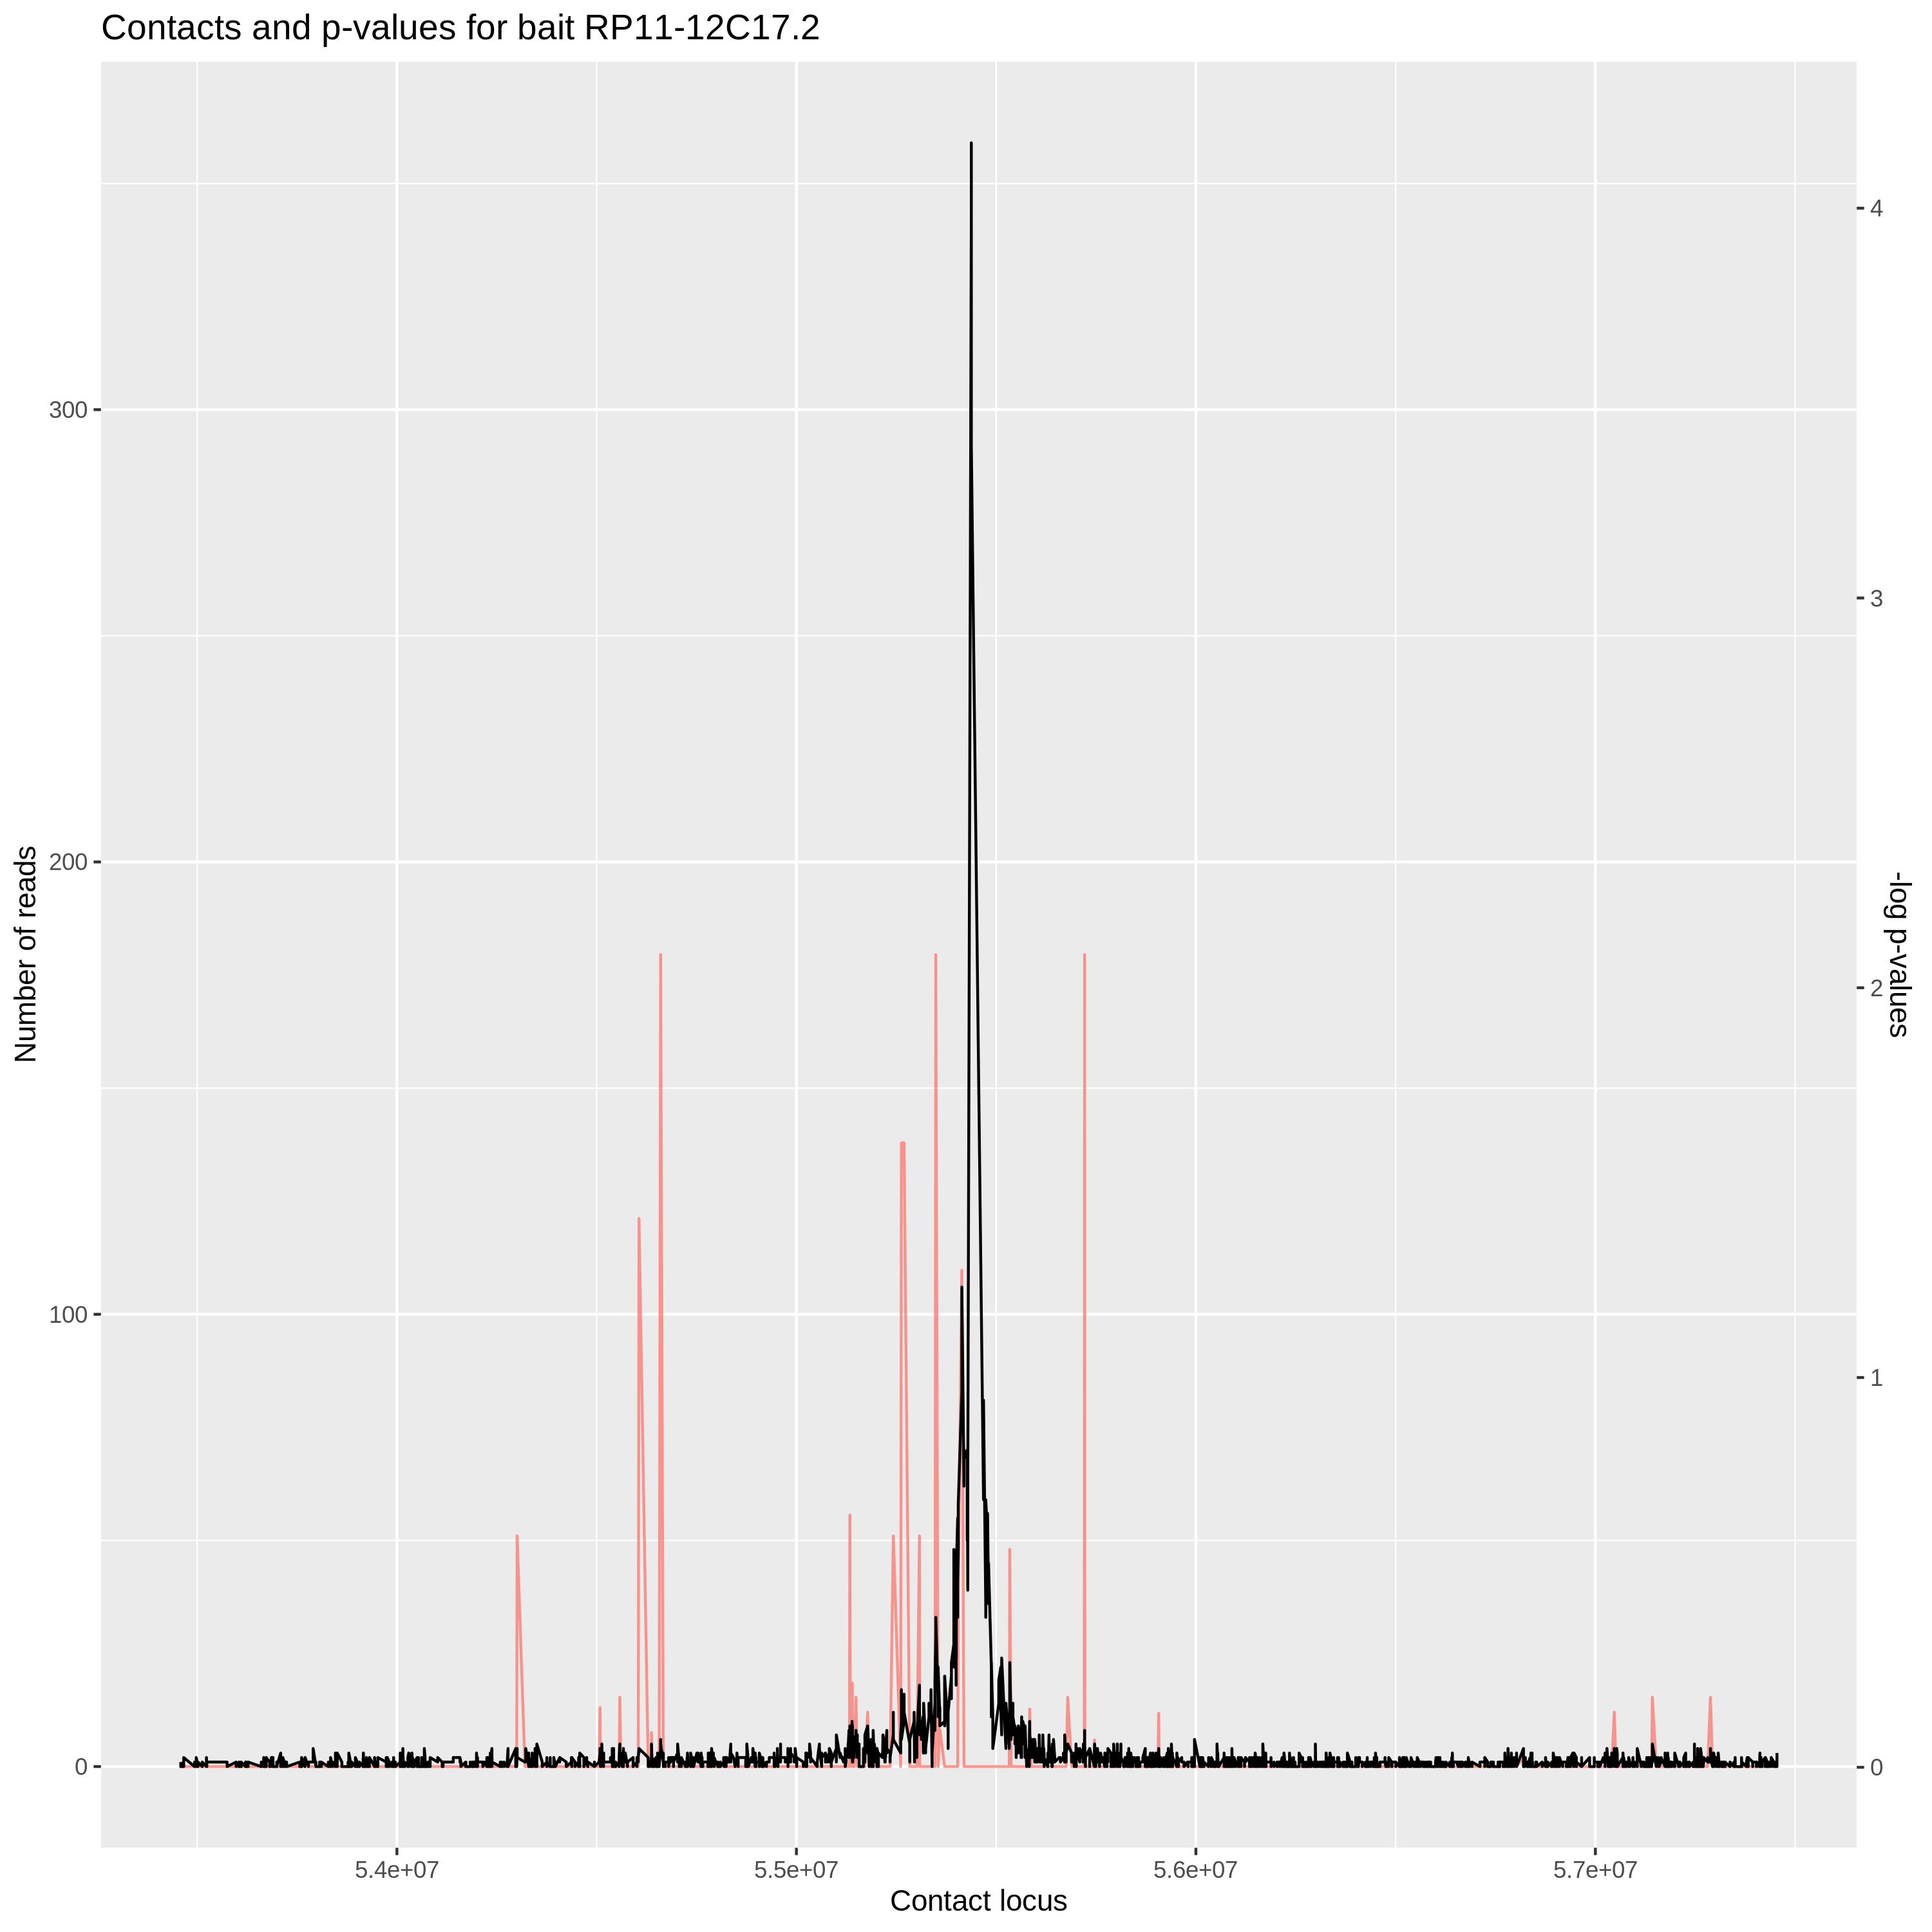 Contacts and p-values for bait RP11-12C17.2
Number of reads
300
200
100
0
4
3
2
1
0
-log p-values
5.4e+07
5.5e+07
5.6e+07
5.7e+07
Contact locus